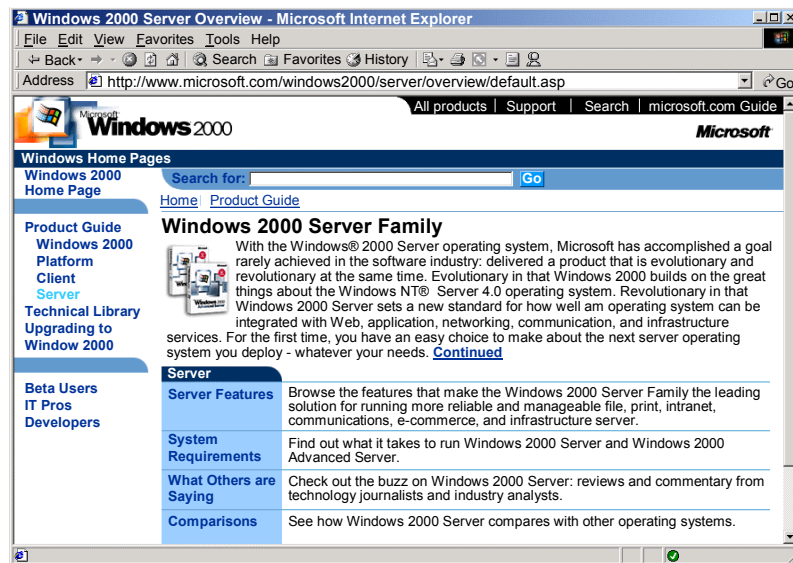 Windows 2000 Server Overview - Microsoft Internet Explorer
File Edit View Favorites Tools Help
Back Search Favorites History
Address http://www.microsoft.com/windows2000/server/overview/default.asp Go
All products | Support | Search | microsoft.com Guide
Microsoft
Windows 2000
Microsoft
Windows Home Pages
Windows 2000
Home Page
Search for: Go
Home | Product Guide
Product Guide
Windows 2000
Platform
Client
Server
Technical Library
Upgrading to
Window 2000
Beta Users
IT Pros
Developers
Windows 2000 Server Family
With the Windows® 2000 Server operating system, Microsoft has accomplished a goal
rarely achieved in the software industry: delivered a product that is evolutionary and
revolutionary at the same time. Evolutionary in that Windows 2000 builds on the great
things about the Windows NT® Server 4.0 operating system. Revolutionary in that
Windows 2000 Server sets a new standard for how well am operating system can be
integrated with Web, application, networking, communication, and infrastructure
services. For the first time, you have an easy choice to make about the next server operating
system you deploy - whatever your needs. Continued
Server
Server Features
Browse the features that make the Windows 2000 Server Family the leading
solution for running more reliable and manageable file, print, intranet,
communications, e-commerce, and infrastructure server.
System
Requirements
Find out what it takes to run Windows 2000 Server and Windows 2000
Advanced Server.
What Others are
Saying
Check out the buzz on Windows 2000 Server: reviews and commentary from
technology journalists and industry analysts.
Comparisons
See how Windows 2000 Server compares with other operating systems.